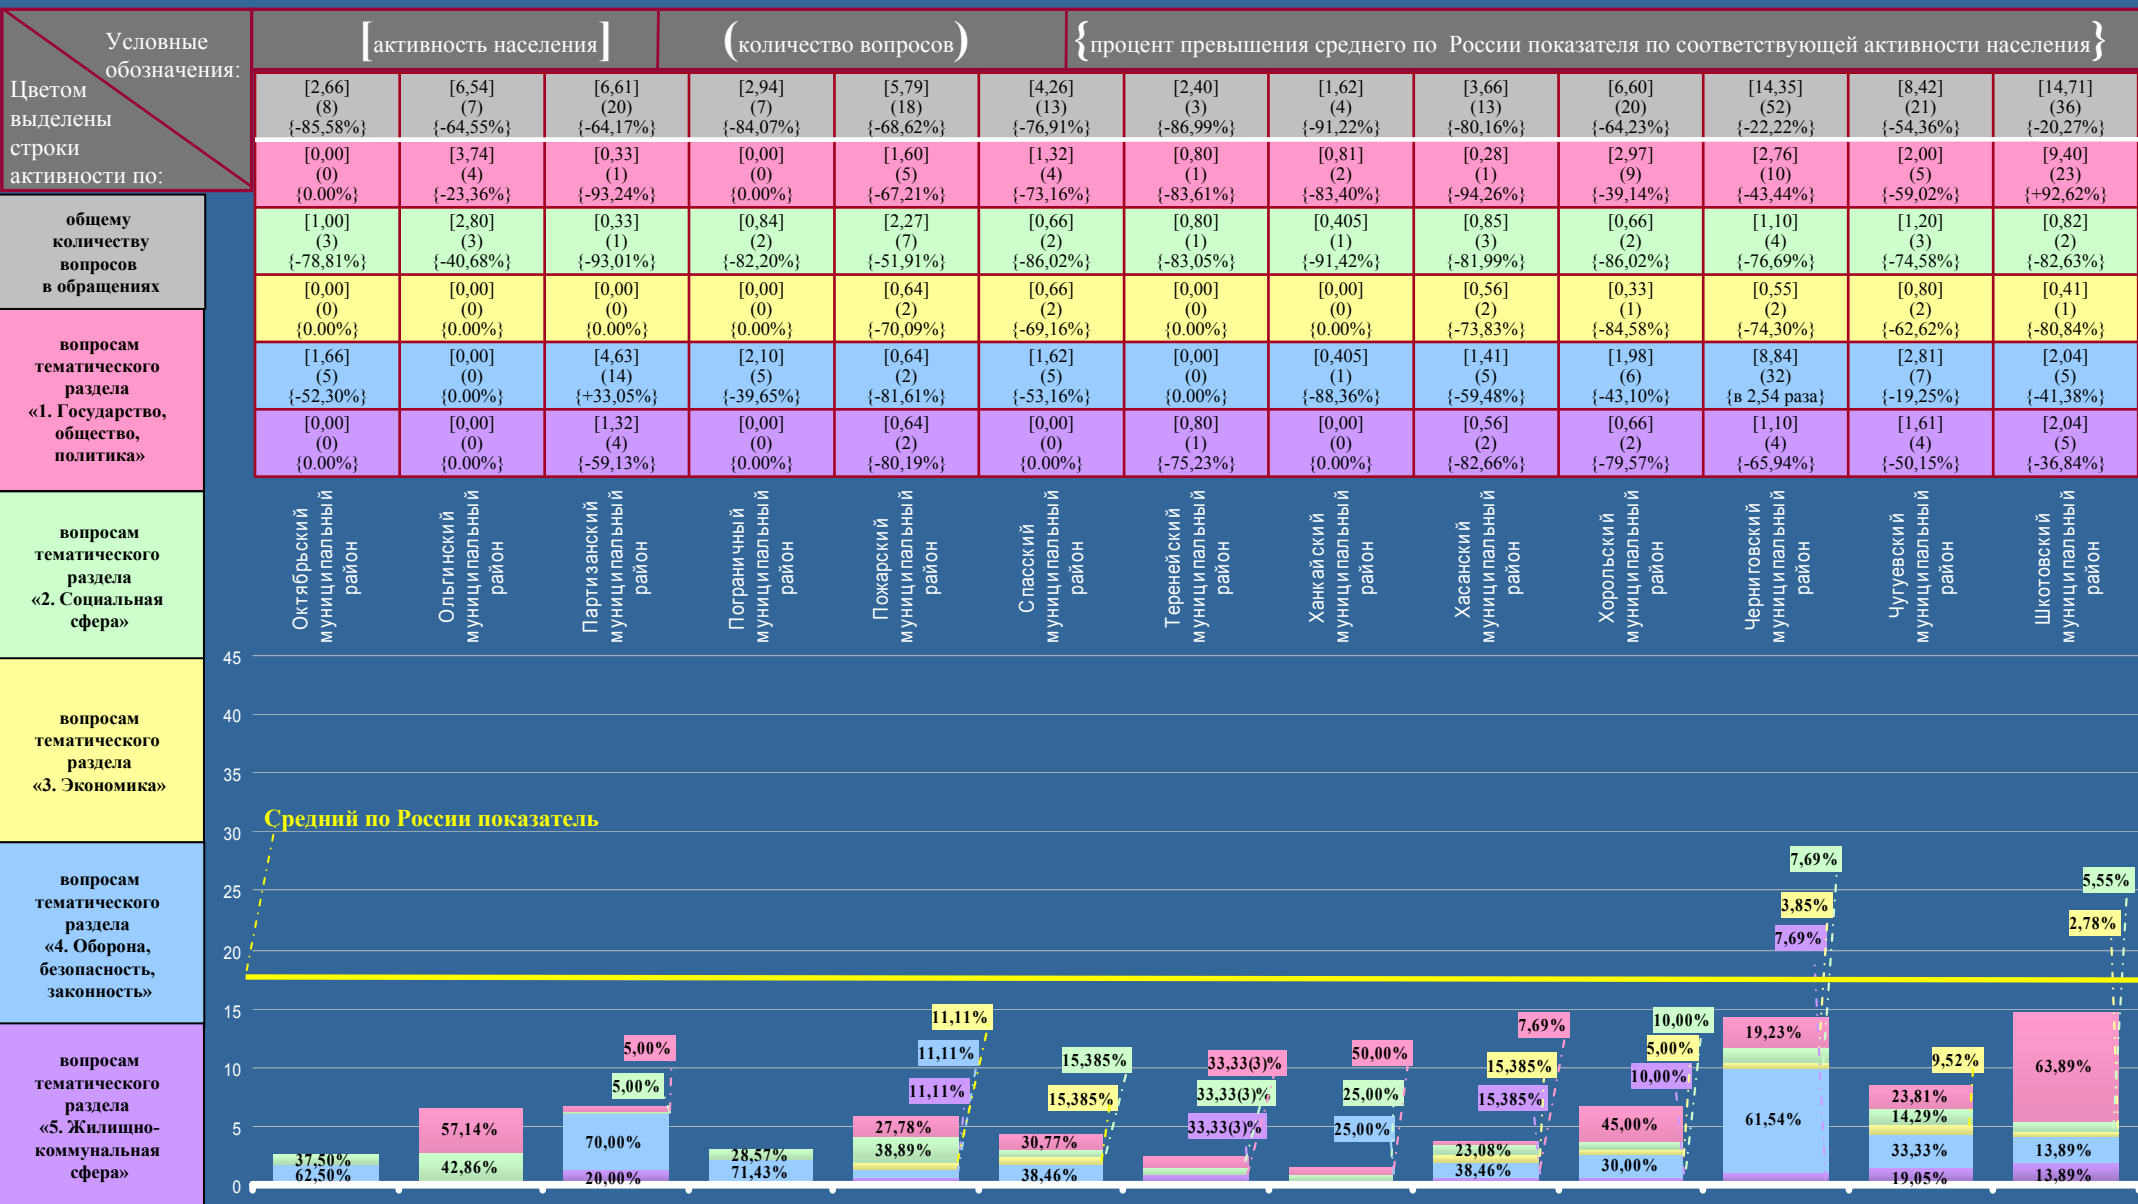 Условные
обозначения:
Цветом
выделены
строки
активности по:
[активность населения]
(количество вопросов)
{процент превышения среднего по России показателя по соответствующей активности населения}
[2,66] [6,54] [6,61] [2,94] [5,79] [4,26] [2,40] [1,62] [3,66] [6,60] [14,35] [8,42] [14,71]
(8) (7) (20) (7) (18) (13) (3) (4) (13) (20) (52) (21) (36)
{-85,58%} {-64,55%} {-64,17%} {-84,07%} {-68,62%} {-76,91%} {-86,99%} {-91,22%} {-80,16%} {-64,23%} {-22,22%} {-54,36%} {-20,27%}
[0,00] [3,74] [0,33] [0,00] [1,60] [1,32] [0,80] [0,81] [0,28] [2,97] [2,76] [2,00] [9,40]
(0) (4) (1) (0) (5) (4) (1) (2) (1) (9) (10) (5) (23)
{0.00%} {-23,36%} {-93,24%} {0.00%} {-67,21%} {-73,16%} {-83,61%} {-83,40%} {-94,26%} {-39,14%} {-43,44%} {-59,02%} {+92,62%}
[1,00] [2,80] [0,33] [0,84] [2,27] [0,66] [0,80] [0,405] [0,85] [0,66] [1,10] [1,20] [0,82]
(3) (3) (1) (2) (7) (2) (1) (1) (3) (2) (4) (3) (2)
{-78,81%} {-40,68%} {-93,01%} {-82,20%} {-51,91%} {-86,02%} {-83,05%} {-91,42%} {-81,99%} {-86,02%} {-76,69%} {-74,58%} {-82,63%}
[0,00] [0,00] [0,00] [0,00] [0,64] [0,66] [0,00] [0,00] [0,56] [0,33] [0,55] [0,80] [0,41]
(0) (0) (0) (0) (2) (2) (0) (0) (2) (1) (2) (2) (1)
{0.00%} {0.00%} {0.00%} {0.00%} {-70,09%} {-69,16%} {0.00%} {0.00%} {-73,83%} {-84,58%} {-74,30%} {-62,62%} {-80,84%}
[1,66] [0,00] [4,63] [2,10] [0,64] [1,62] [0,00] [0,405] [1,41] [1,98] [8,84] [2,81] [2,04]
(5) (0) (14) (5) (2) (5) (0) (1) (5) (6) (32) (7) (5)
{-52,30%} {0.00%} {+33,05%} {-39,65%} {-81,61%} {-53,16%} {0.00%} {-88,36%} {-59,48%} {-43,10%} {в 2,54 раза} {-19,25%} {-41,38%}
[0,00] [0,00] [1,32] [0,00] [0,64] [0,00] [0,80] [0,00] [0,56] [0,66] [1,10] [1,61] [2,04]
(0) (0) (4) (0) (2) (0) (1) (0) (2) (2) (4) (4) (5)
{0.00%} {0.00%} {-59,13%} {0.00%} {-80,19%} {0.00%} {-75,23%} {0.00%} {-82,66%} {-79,57%} {-65,94%} {-50,15%} {-36,84%}
общему
количеству
вопросов
в обращениях
вопросам
тематического
раздела
«1. Государство,
общество,
политика»
вопросам
тематического
раздела
«2. Социальная
сфера»
вопросам
тематического
раздела
«3. Экономика»
вопросам
тематического
раздела
«4. Оборона,
безопасность,
законность»
вопросам
тематического
раздела
«5. Жилищно-
коммунальная
сфера»
Октябрьский
муниципальный
район
Ольгинский
муниципальный
район
Партизанский
муниципальный
район
Пограничный
муниципальный
район
Пожарский
муниципальный
район
Спасский
муниципальный
район
Теренейский
муниципальный
район
Ханкайский
муниципальный
район
Хасанский
муниципальный
район
Хорольский
муниципальный
район
Черниговский
муниципальный
район
Чугуевский
муниципальный
район
Шкотовский
муниципальный
район
45
40
35
30
25
20
15
10
5
0
Средний по России показатель
37,50%
62,50%
57,14%
42,86%
5,00%
5,00%
70,00%
20,00%
28,57%
71,43%
11,11%
11,11%
11,11%
27,78%
38,89%
15,385%
15,385%
30,77%
38,46%
33,33(3)%
33,33(3)%
33,33(3)%
50,00%
25,00%
25,00%
7,69%
15,385%
15,385%
23,08%
38,46%
10,00%
5,00%
10,00%
45,00%
30,00%
7,69%
3,85%
7,69%
19,23%
61,54%
9,52%
23,81%
14,29%
33,33%
19,05%
5,55%
2,78%
63,89%
13,89%
13,89%